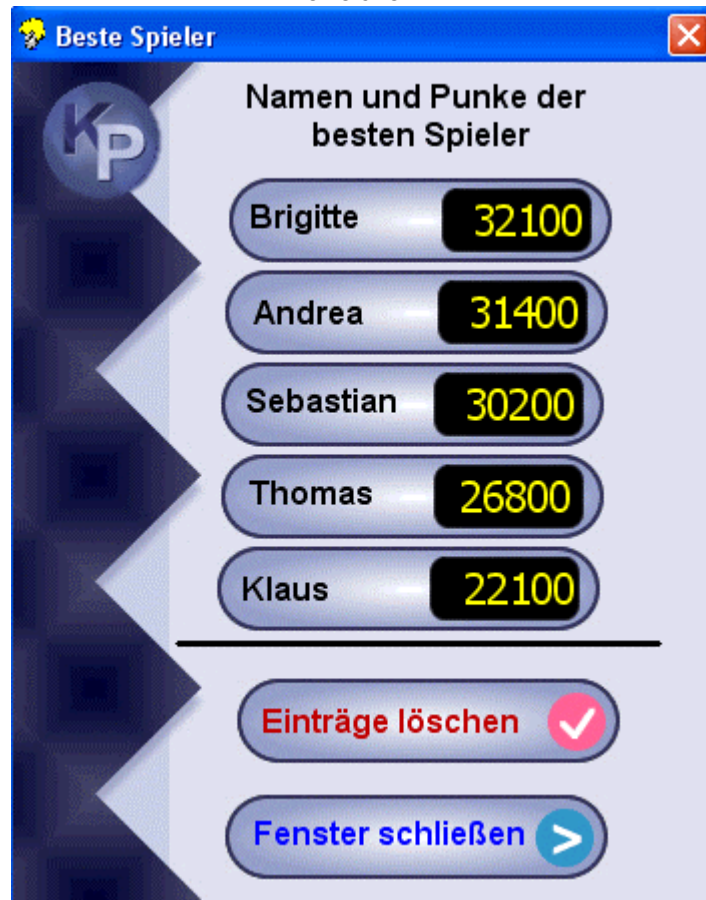 Beste Spieler
KP
Namen und Punke der
besten Spieler
Brigitte 32100
Andrea 31400
Sebastian 30200
Thomas 26800
Klaus 22100
Einträge löschen
Fenster schließen >